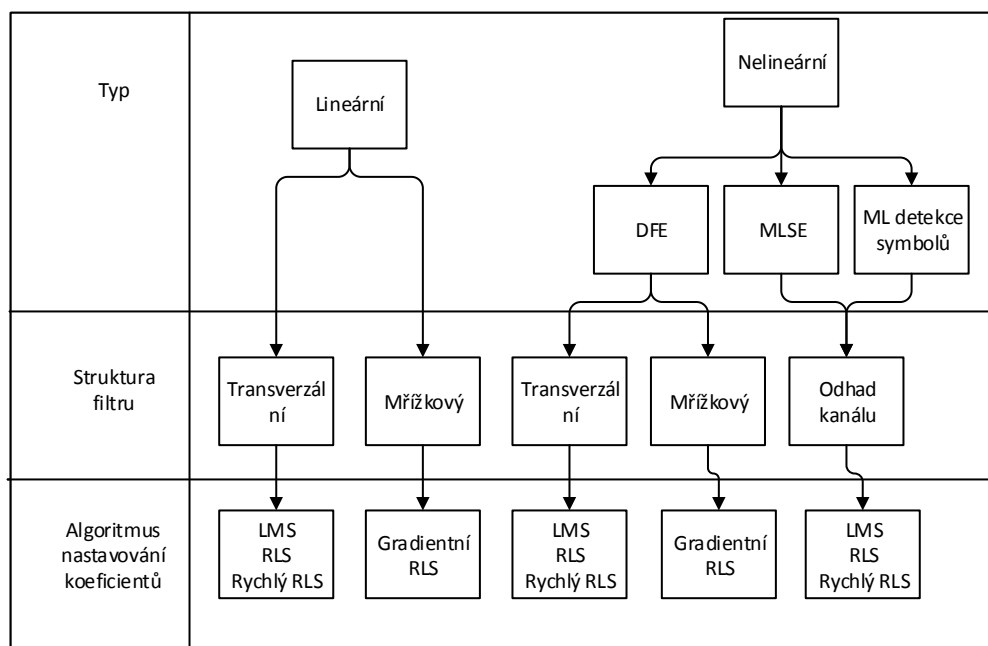 Typ
Lineární
Nelineární
DFE
MLSE
ML detekce
symbolů
Struktura
filtru
Transverzál
ní
Mřížkový
Transverzál
ní
Mřížkový
Odhad
kanálu
Algoritmus
nastavování
koeficientů
LMS
RLS
Rychlý RLS
Gradientní
RLS
LMS
RLS
Rychlý RLS
Gradientní
RLS
LMS
RLS
Rychlý RLS